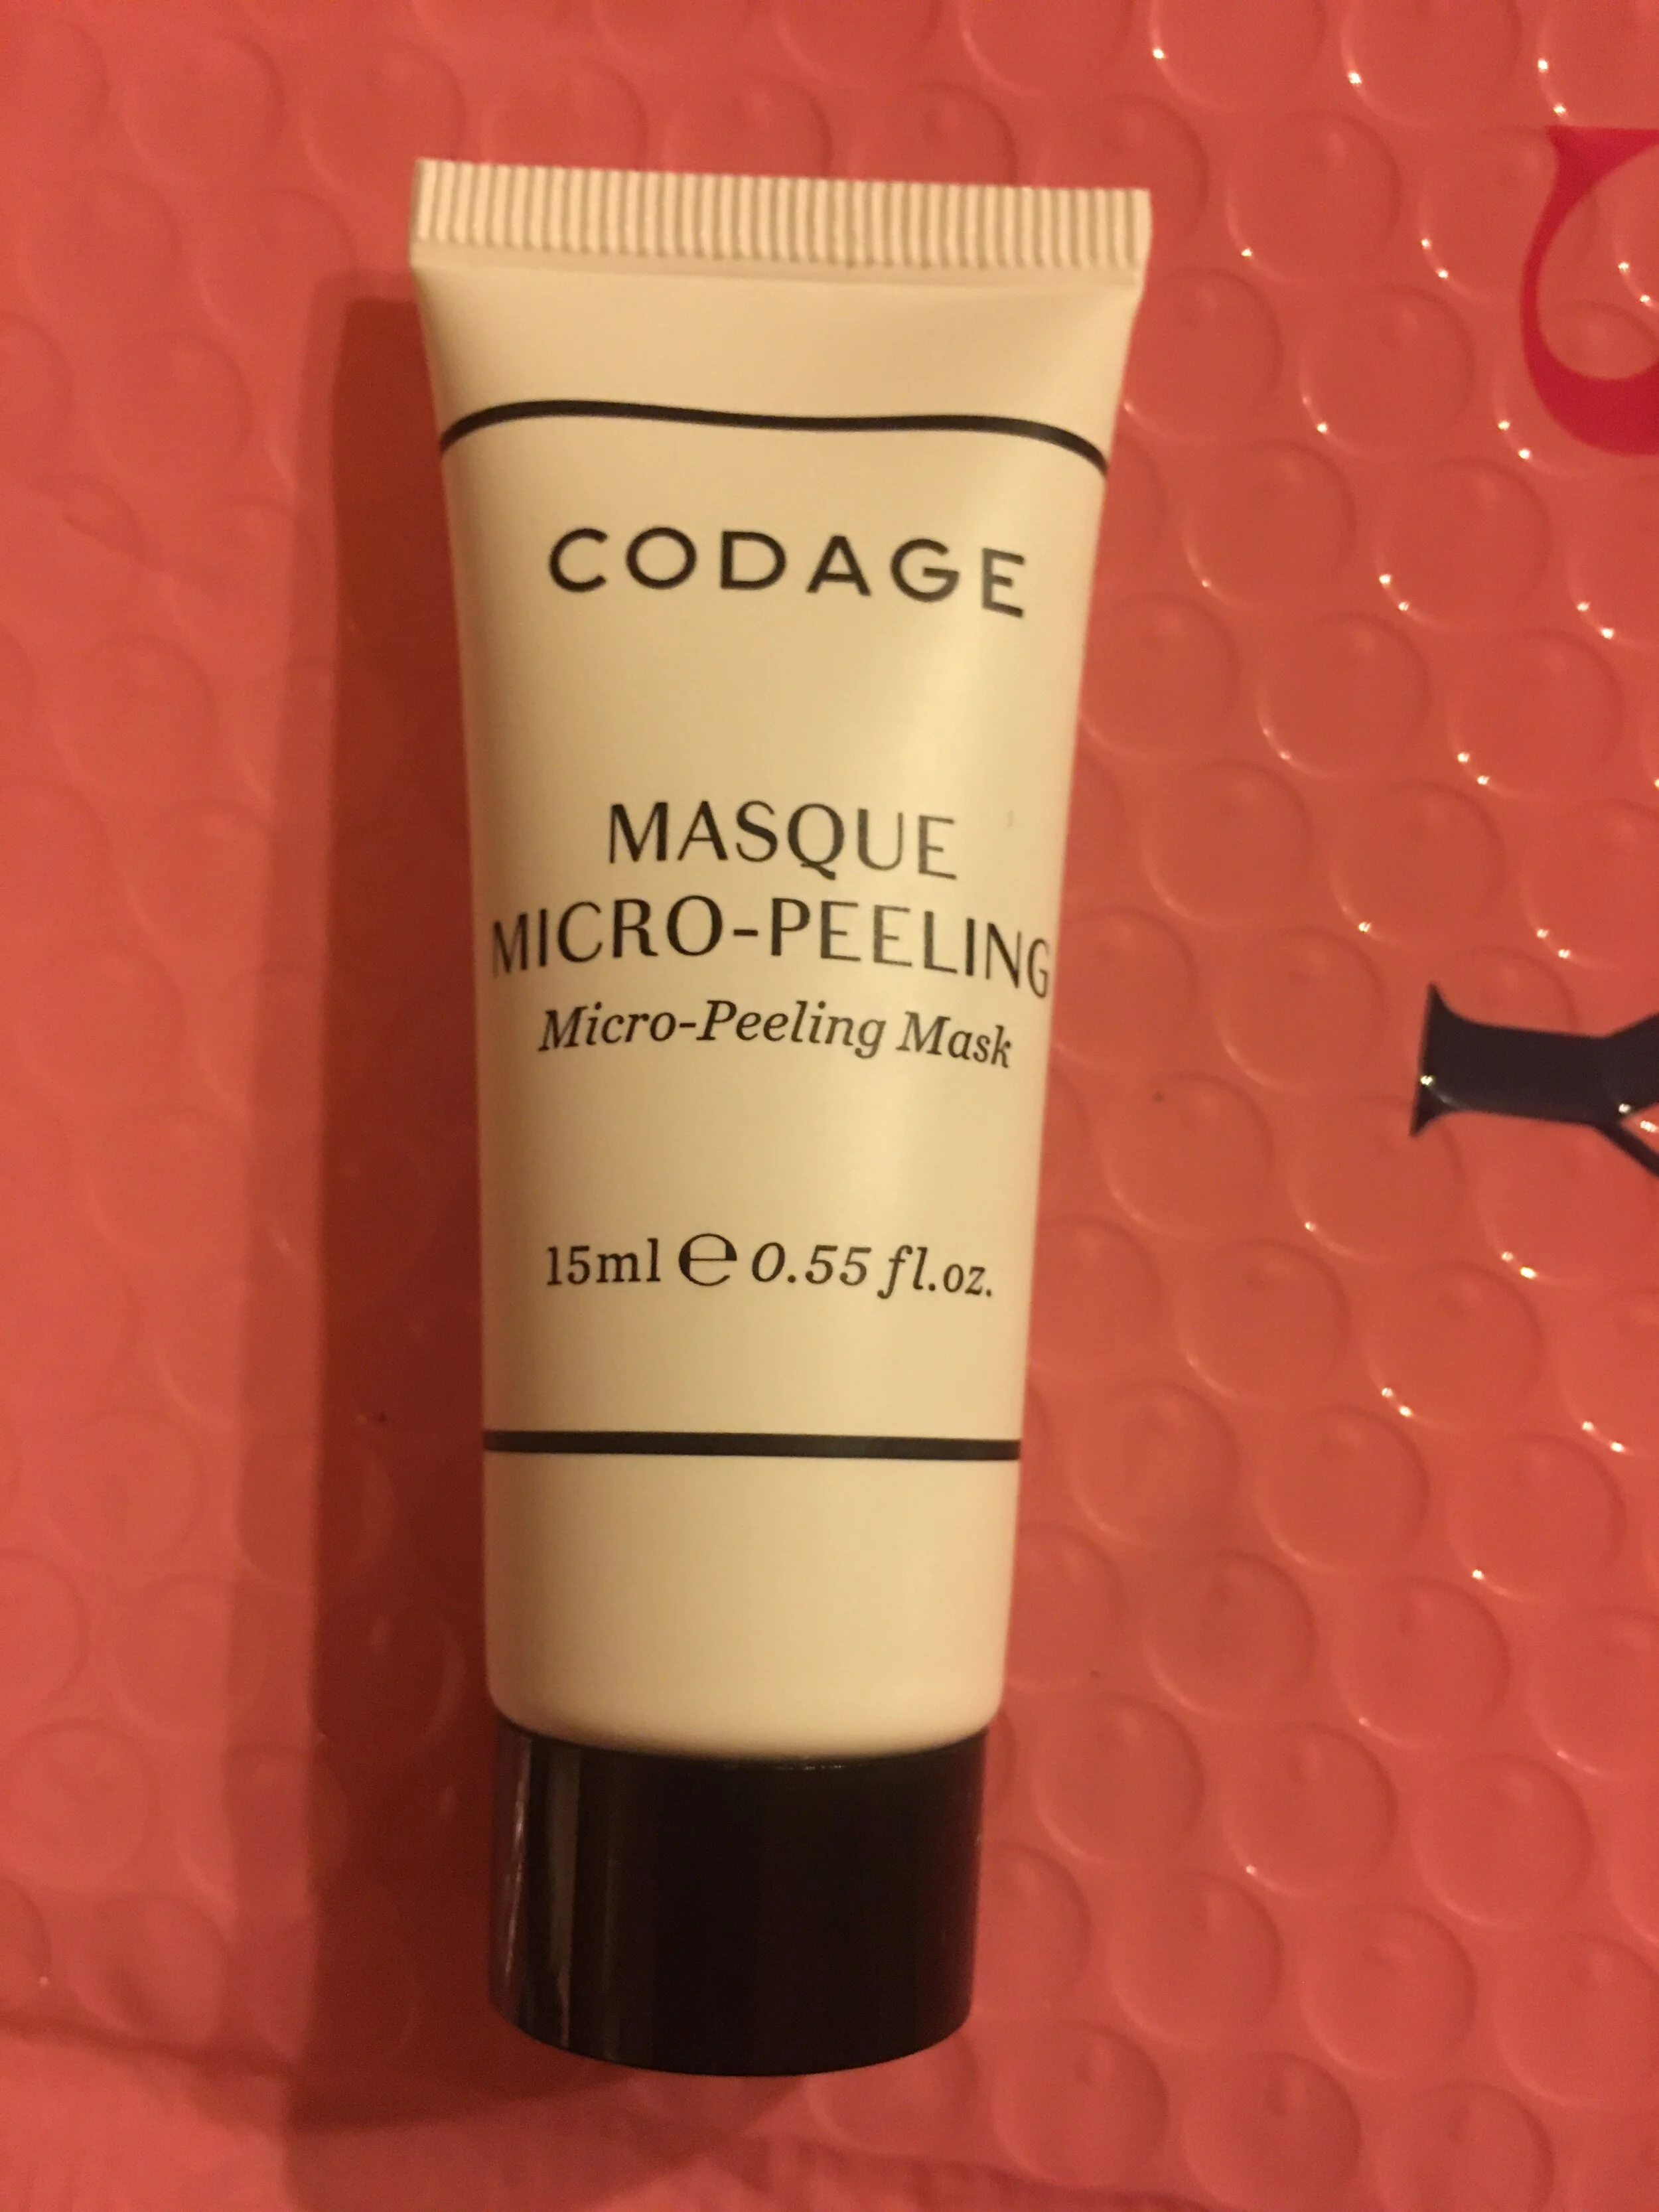 CODAGE
MASQUE
MICRO-PEELING
Micro-Peeling Mask
15ml ℮ 0.55 fl.oz.